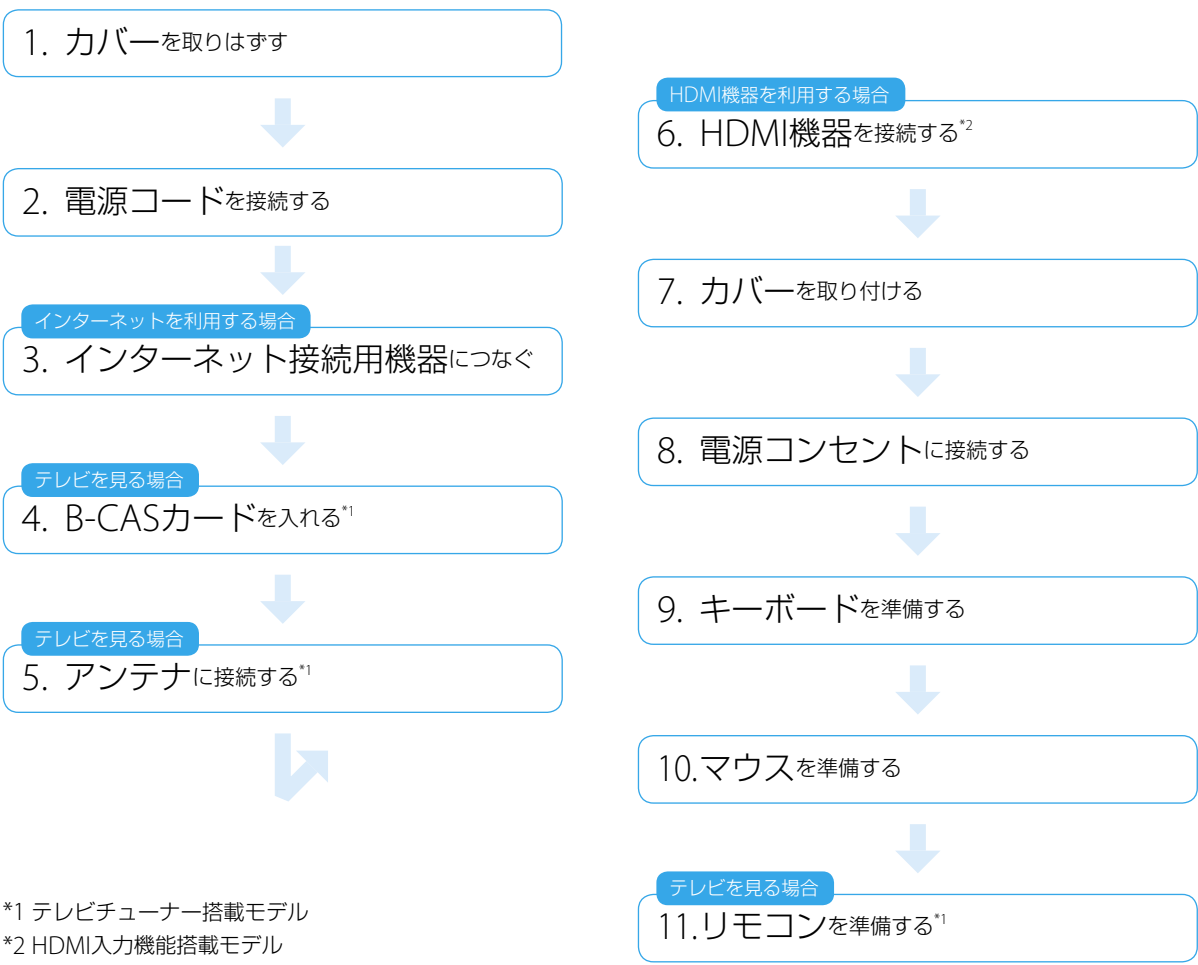 1. カバーを取りはずす
2. 電源コードを接続する
インターネットを利用する場合
3. インターネット接続用機器につなぐ
テレビを見る場合
4. B-CASカードを入れる*1
テレビを見る場合
5. アンテナに接続する*1
HDMI機器を利用する場合
6. HDMI機器を接続する*2
7. カバーを取り付ける
8. 電源コンセントに接続する
9. キーボードを準備する
10.マウスを準備する
テレビを見る場合
11.リモコンを準備する*1
*1 テレビチューナー搭載モデル
*2 HDMI入力機能搭載モデル